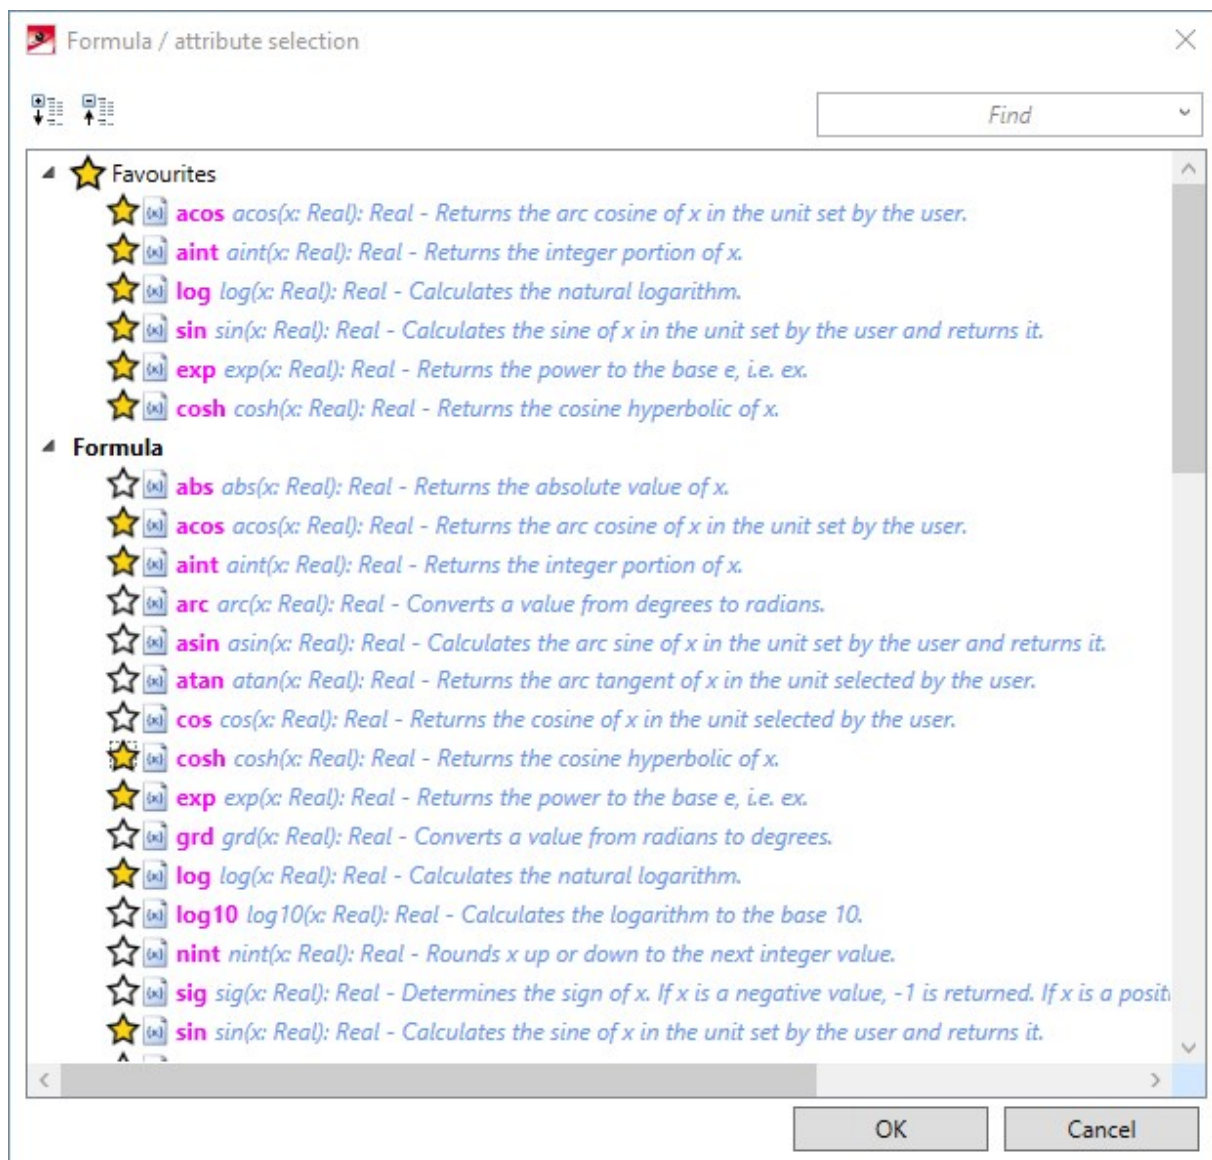 Formula / attribute selection
Find
Favourites
acos acos(x: Real): Real - Returns the arc cosine of x in the unit set by the user.
aint aint(x: Real): Real - Returns the integer portion of x.
log log(x: Real): Real - Calculates the natural logarithm.
sin sin(x: Real): Real - Calculates the sine of x in the unit set by the user and returns it.
exp exp(x: Real): Real - Returns the power to the base e, i.e. ex.
cosh cosh(x: Real): Real - Returns the cosine hyperbolic of x.
Formula
abs abs(x: Real): Real - Returns the absolute value of x.
acos acos(x: Real): Real - Returns the arc cosine of x in the unit set by the user.
aint aint(x: Real): Real - Returns the integer portion of x.
arc arc(x: Real): Real - Converts a value from degrees to radians.
asin asin(x: Real): Real - Calculates the arc sine of x in the unit set by the user and returns it.
atan atan(x: Real): Real - Returns the arc tangent of x in the unit selected by the user.
cos cos(x: Real): Real - Returns the cosine of x in the unit selected by the user.
cosh cosh(x: Real): Real - Returns the cosine hyperbolic of x.
exp exp(x: Real): Real - Returns the power to the base e, i.e. ex.
grd grd(x: Real): Real - Converts a value from radians to degrees.
log log(x: Real): Real - Calculates the natural logarithm.
log10 log10(x: Real): Real - Calculates the logarithm to the base 10.
nint nint(x: Real): Real - Rounds x up or down to the next integer value.
sig sig(x: Real): Real - Determines the sign of x. If x is a negative value, -1 is returned. If x is a positi
sin sin(x: Real): Real - Calculates the sine of x in the unit set by the user and returns it.
OK Cancel